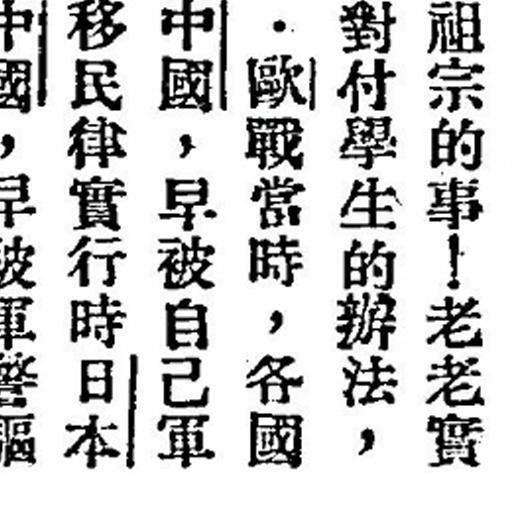 祖宗的事！老老實
對付學生的辦法，
．歐戰當時，各國
中國，早被自己軍
移民律實行時日本
中國，早被軍警驅